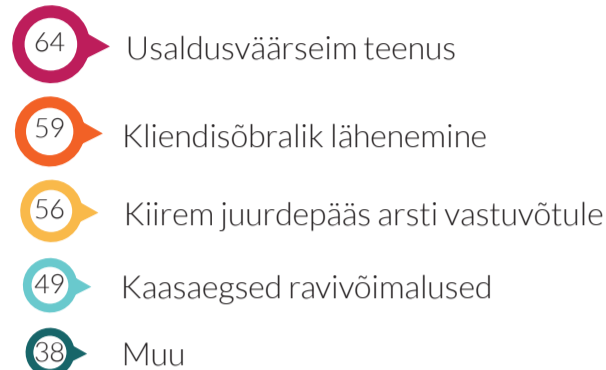 64 Usaldusväärseim teenus
59 Kliendisõbralik lähenemine
56 Kiirem juurdepääs arsti vastuvõtule
49 Kaasaegsed ravivõimalused
38 Muu